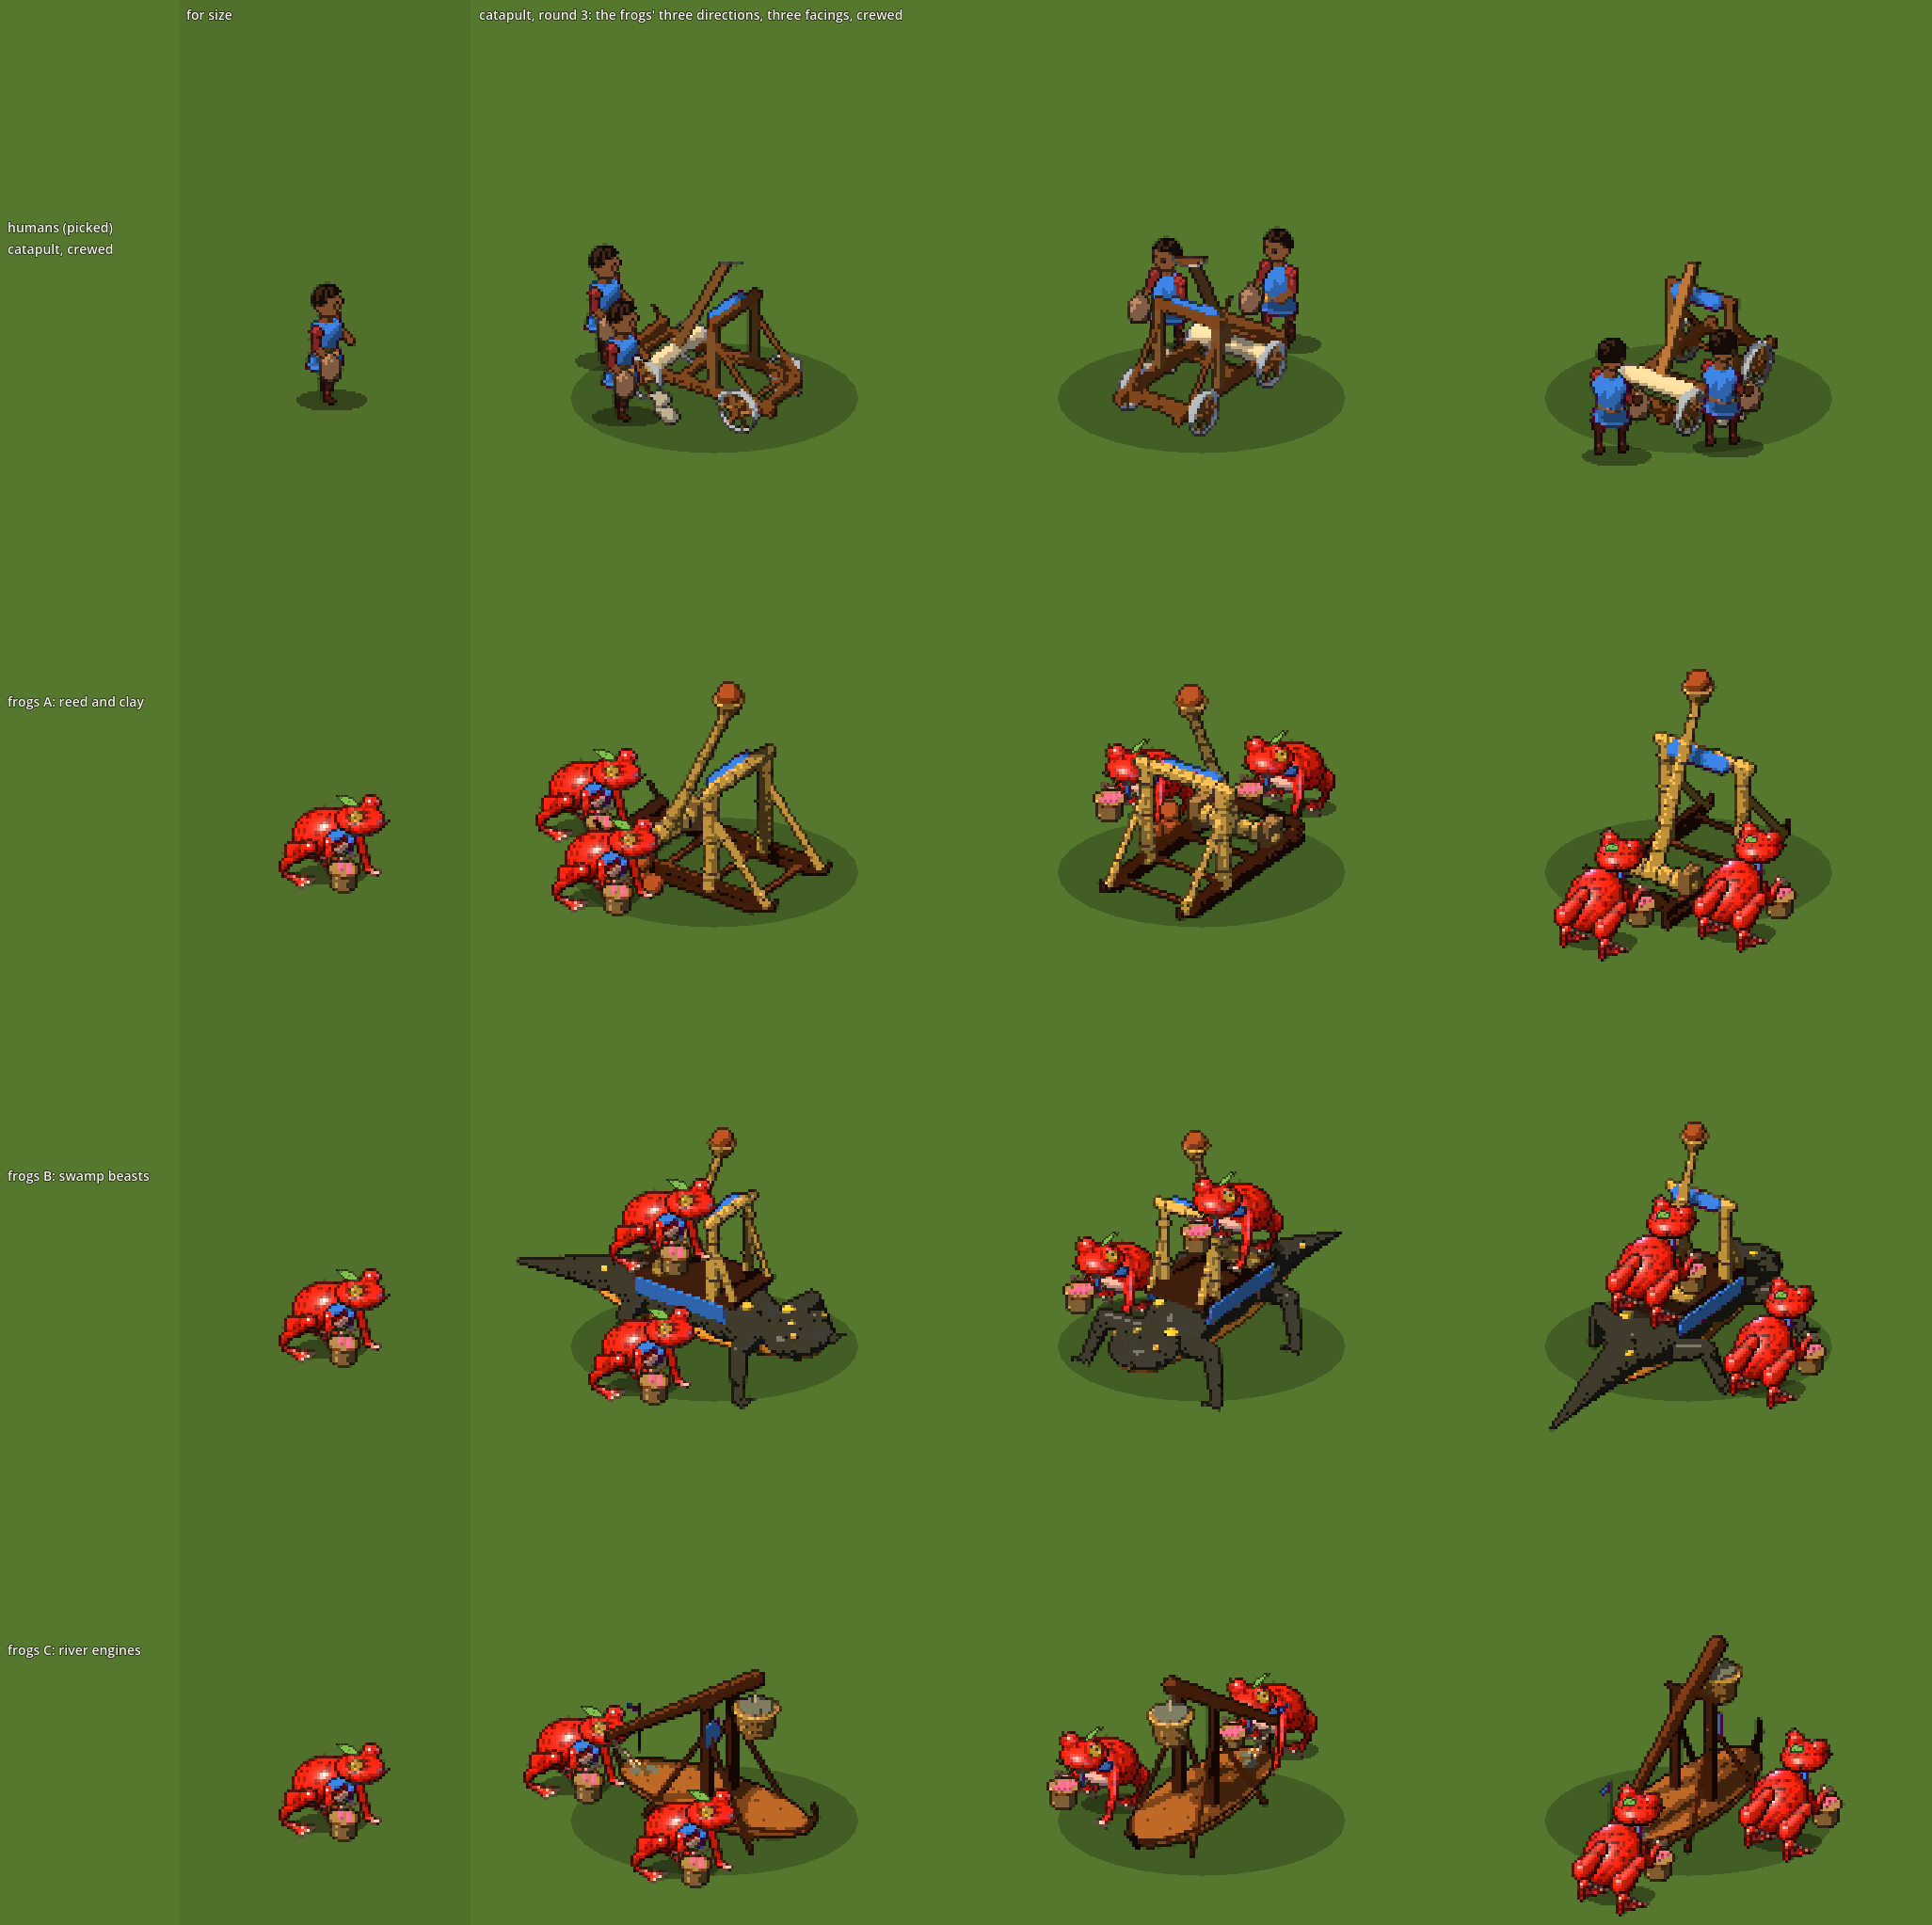 for size
catapult, round 3: the frogs' three directions, three facings, crewed
humans (picked)
catapult, crewed
frogs A: reed and clay
frogs B: swamp beasts
frogs C: river engines